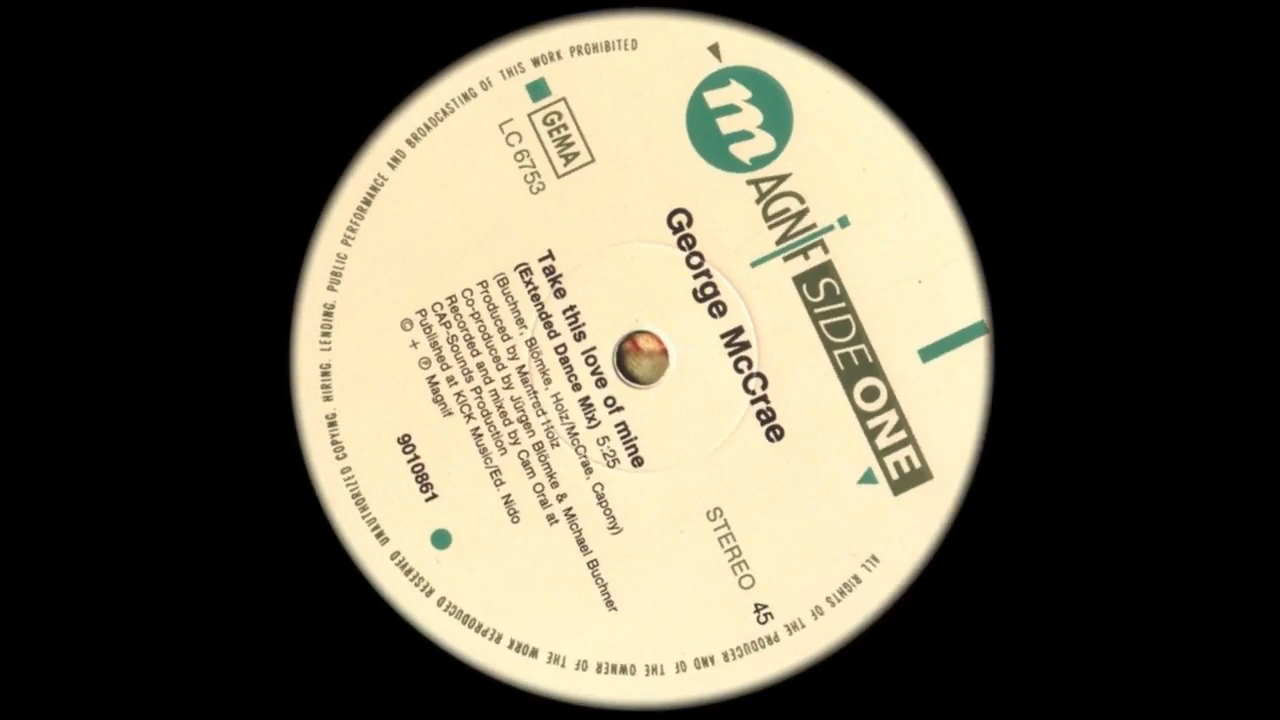 mAGNIF SIDE ONE
George McCrae
GEMA
LC 6753
STEREO 45
Take this love of mine
(Extended Dance Mix) 5:25
(Buchner, Blömke, Holz/McCrae, Capony)
Produced by Manfred Holz
Co-produced by Jürgen Blömke & Michael Buchner
Recorded and mixed by Cam Oral at
CAP-Sounds Production
Published at KICK Music/Ed. Nido
© + ℗ Magnif
9010861
ALL RIGHTS OF THE PRODUCER AND OF THE OWNER OF THE WORK REPRODUCED RESERVED UNAUTHORIZED COPYING. HIRING. LENDING. PUBLIC PERFORMANCE AND BROADCASTING OF THIS WORK PROHIBITED